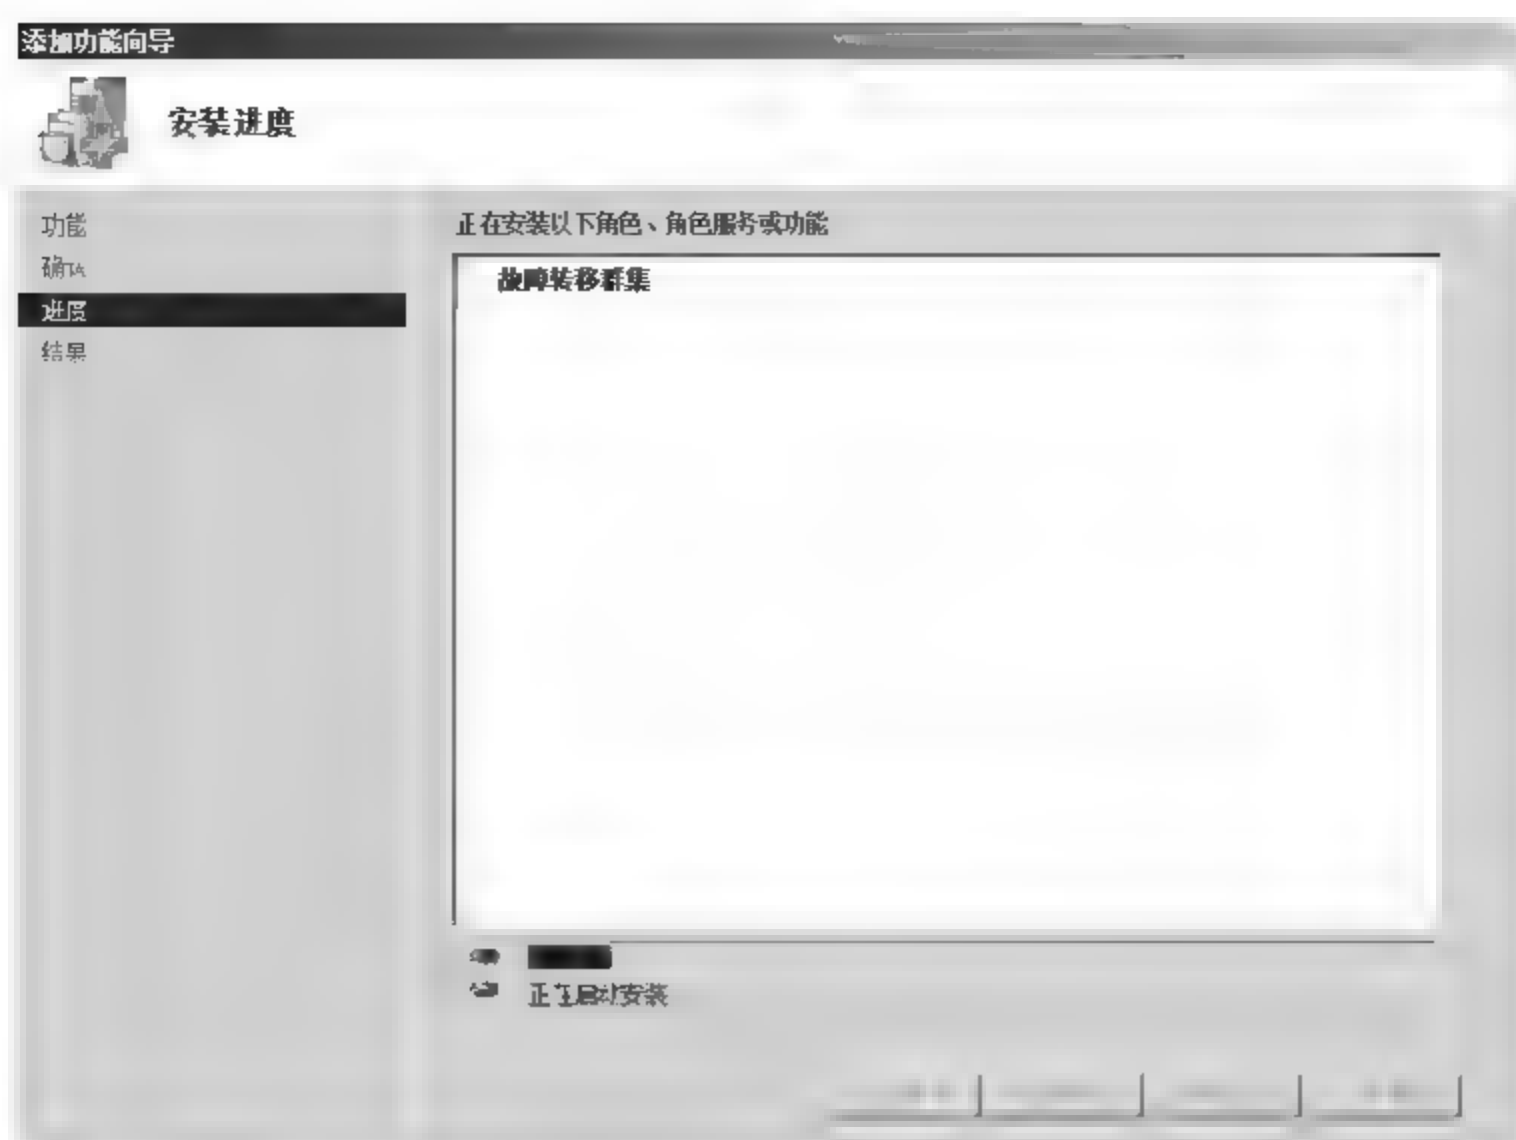 添加功能向导
安装进度
功能
确认
进度
结果
正在安装以下角色、角色服务或功能
故障转移群集
正在启动安装